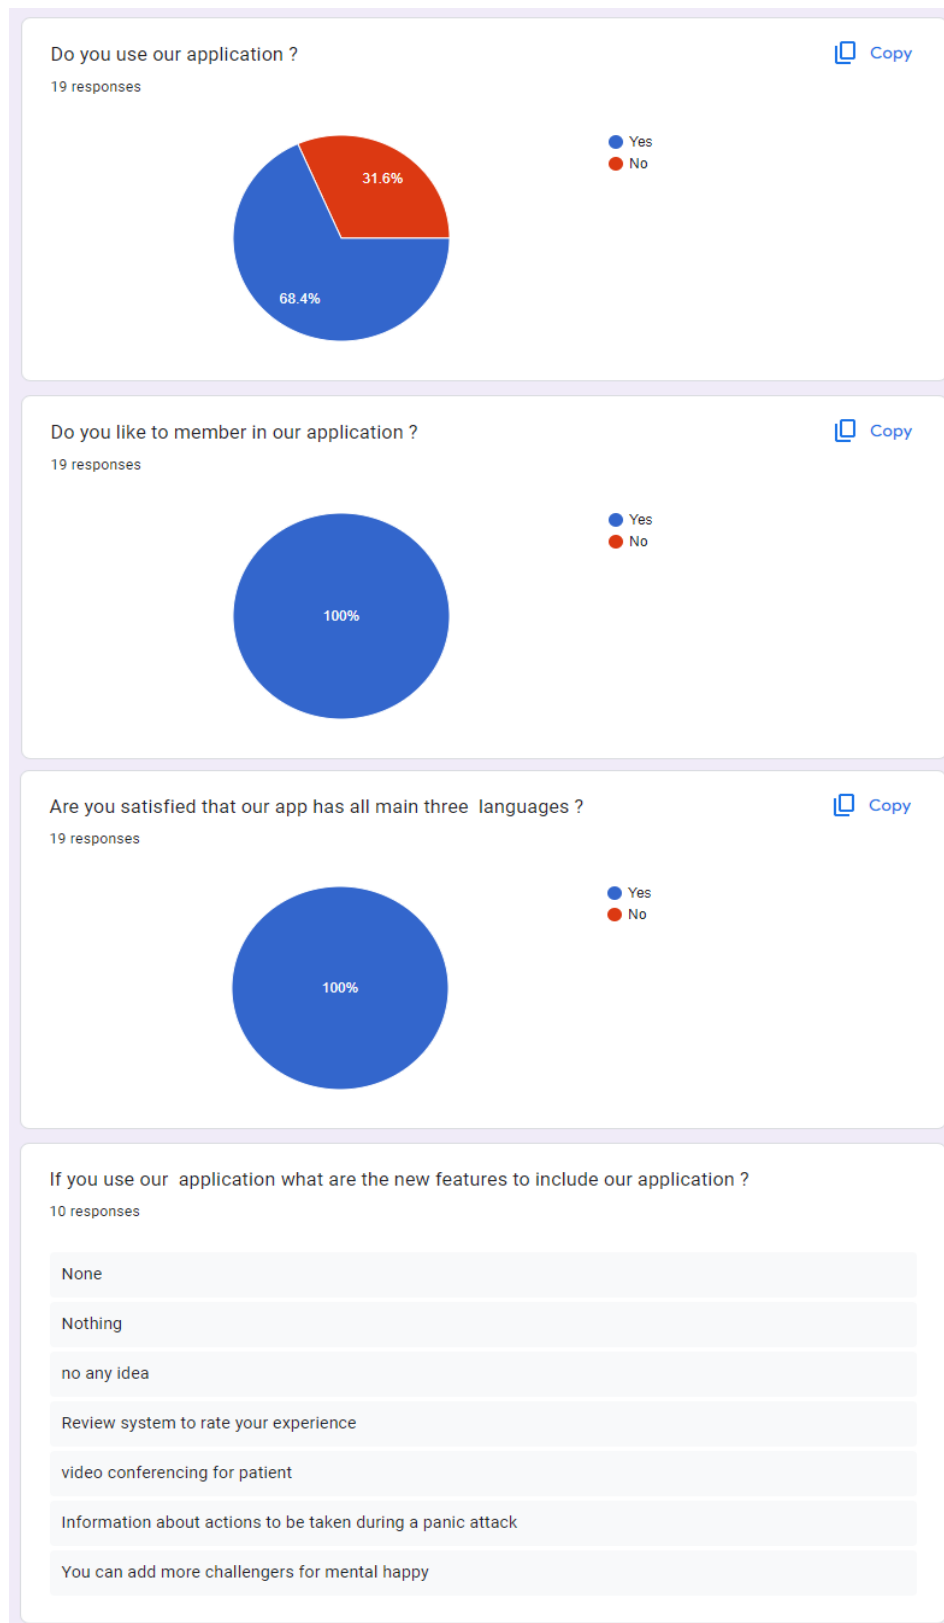 Do you use our application ?
Copy
19 responses
Yes
No
31.6%
68.4%
Do you like to member in our application ?
Copy
19 responses
Yes
No
100%
Are you satisfied that our app has all main three  languages ?
Copy
19 responses
Yes
No
100%
If you use our  application what are the new features to include our application ?
10 responses
None
Nothing
no any idea
Review system to rate your experience
video conferencing for patient
Information about actions to be taken during a panic attack
You can add more challengers for mental happy